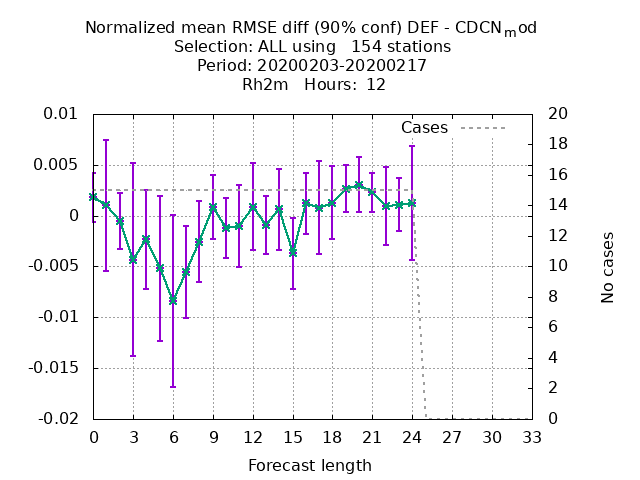 Normalized mean RMSE diff (90% conf) DEF - CDCNmod
Selection: ALL using 154 stations
Period: 20200203-20200217
Rh2m Hours: 12
Cases
0.01
0.005
0
-0.005
-0.01
-0.015
-0.02
20
18
16
14
12
10
8
6
4
2
0
No cases
0 3 6 9 12 15 18 21 24 27 30 33
Forecast length